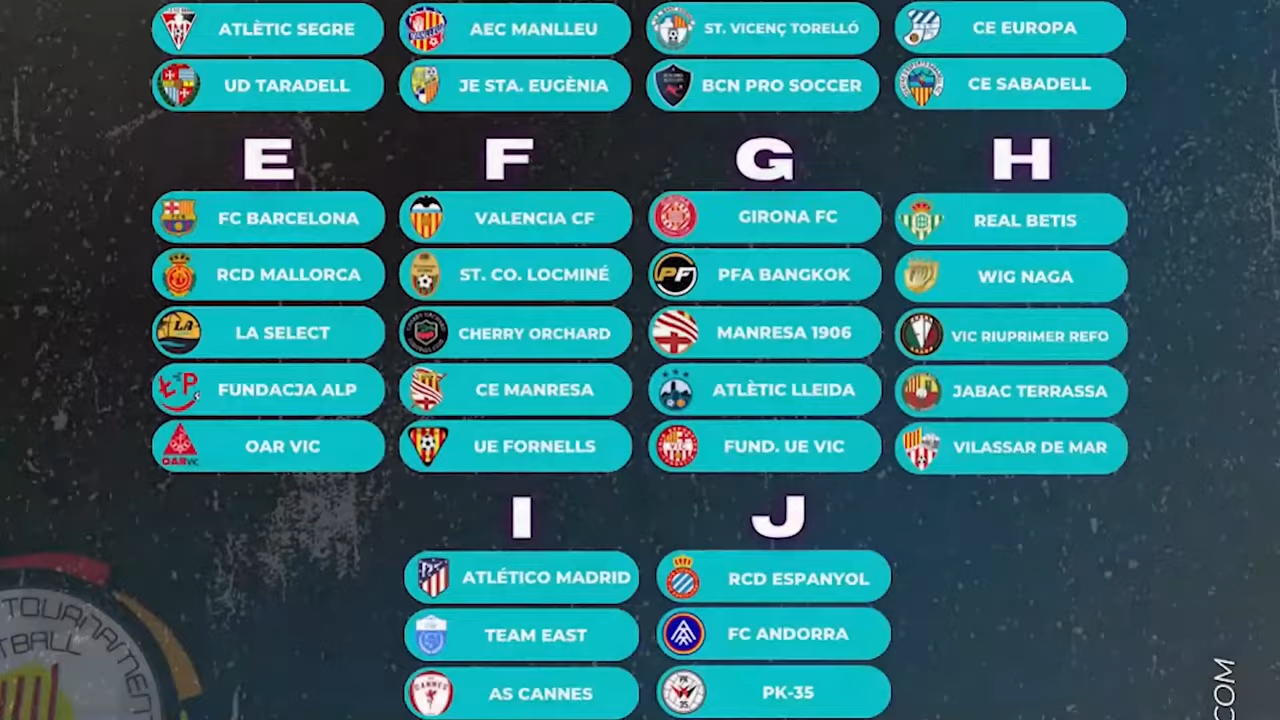 ATLÈTIC SEGRE
AEC MANLLEU
ST. VICENÇ TORELLÓ
CE EUROPA
UD TARADELL
JE STA. EUGÈNIA
BCN PRO SOCCER
CE SABADELL
E
F
G
H
FC BARCELONA
VALENCIA CF
GIRONA FC
REAL BETIS
RCD MALLORCA
ST. CO. LOCMINÉ
PFA BANGKOK
WIG NAGA
LA SELECT
CHERRY ORCHARD
MANRESA 1906
VIC RIUPRIMER REFO
FUNDACJA ALP
CE MANRESA
ATLÈTIC LLEIDA
JABAC TERRASSA
OAR VIC
UE FORNELLS
FUND. UE VIC
VILASSAR DE MAR
I
J
ATLÉTICO MADRID
RCD ESPANYOL
TEAM EAST
FC ANDORRA
AS CANNES
PK-35
TOURNAMENT
.COM